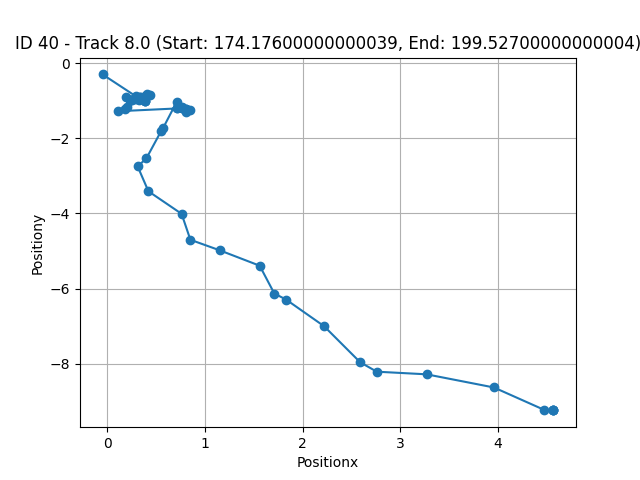 ID 40 - Track 8.0 (Start: 174.17600000000039, End: 199.52700000000004)
0
−2
−4
−6
−8
Positiony
0 1 2 3 4
Positionx